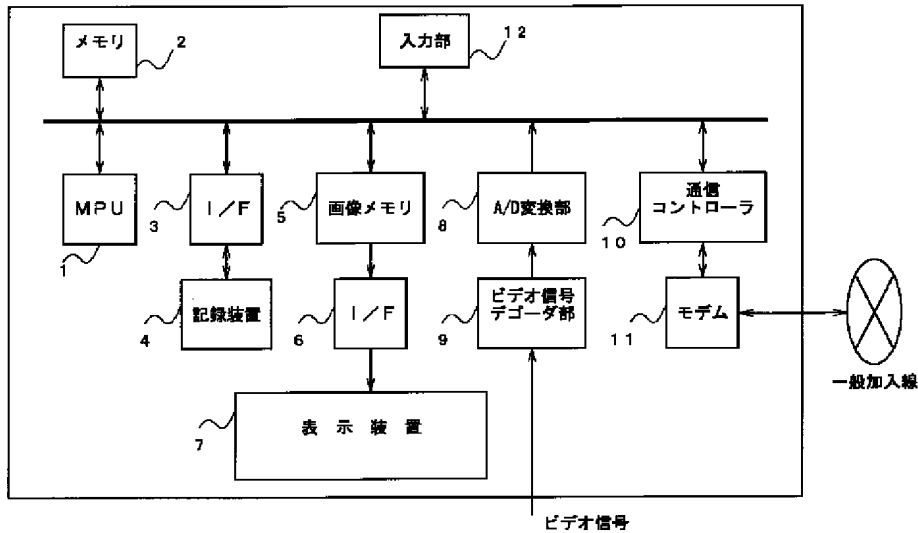 メモリ
2
入力部
12
MPU
1
I/F
3
記録装置
4
画像メモリ
5
I/F
6
表示装置
7
A/D変換部
8
ビデオ信号
デコーダ部
9
ビデオ信号
通信
コントローラ
10
モデム
11
一般加入線